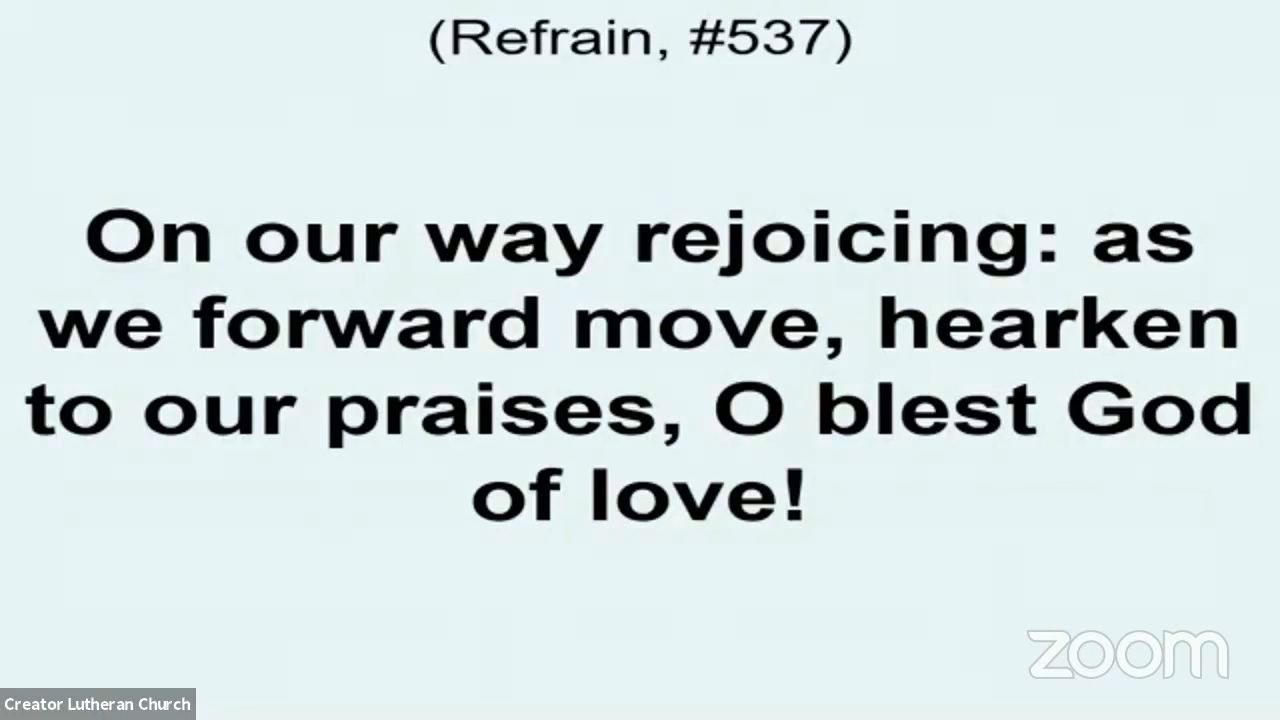 (Refrain, #537)
On our way rejoicing: as
we forward move, hearken
to our praises, O blest God
of love!
zoom
Creator Lutheran Church